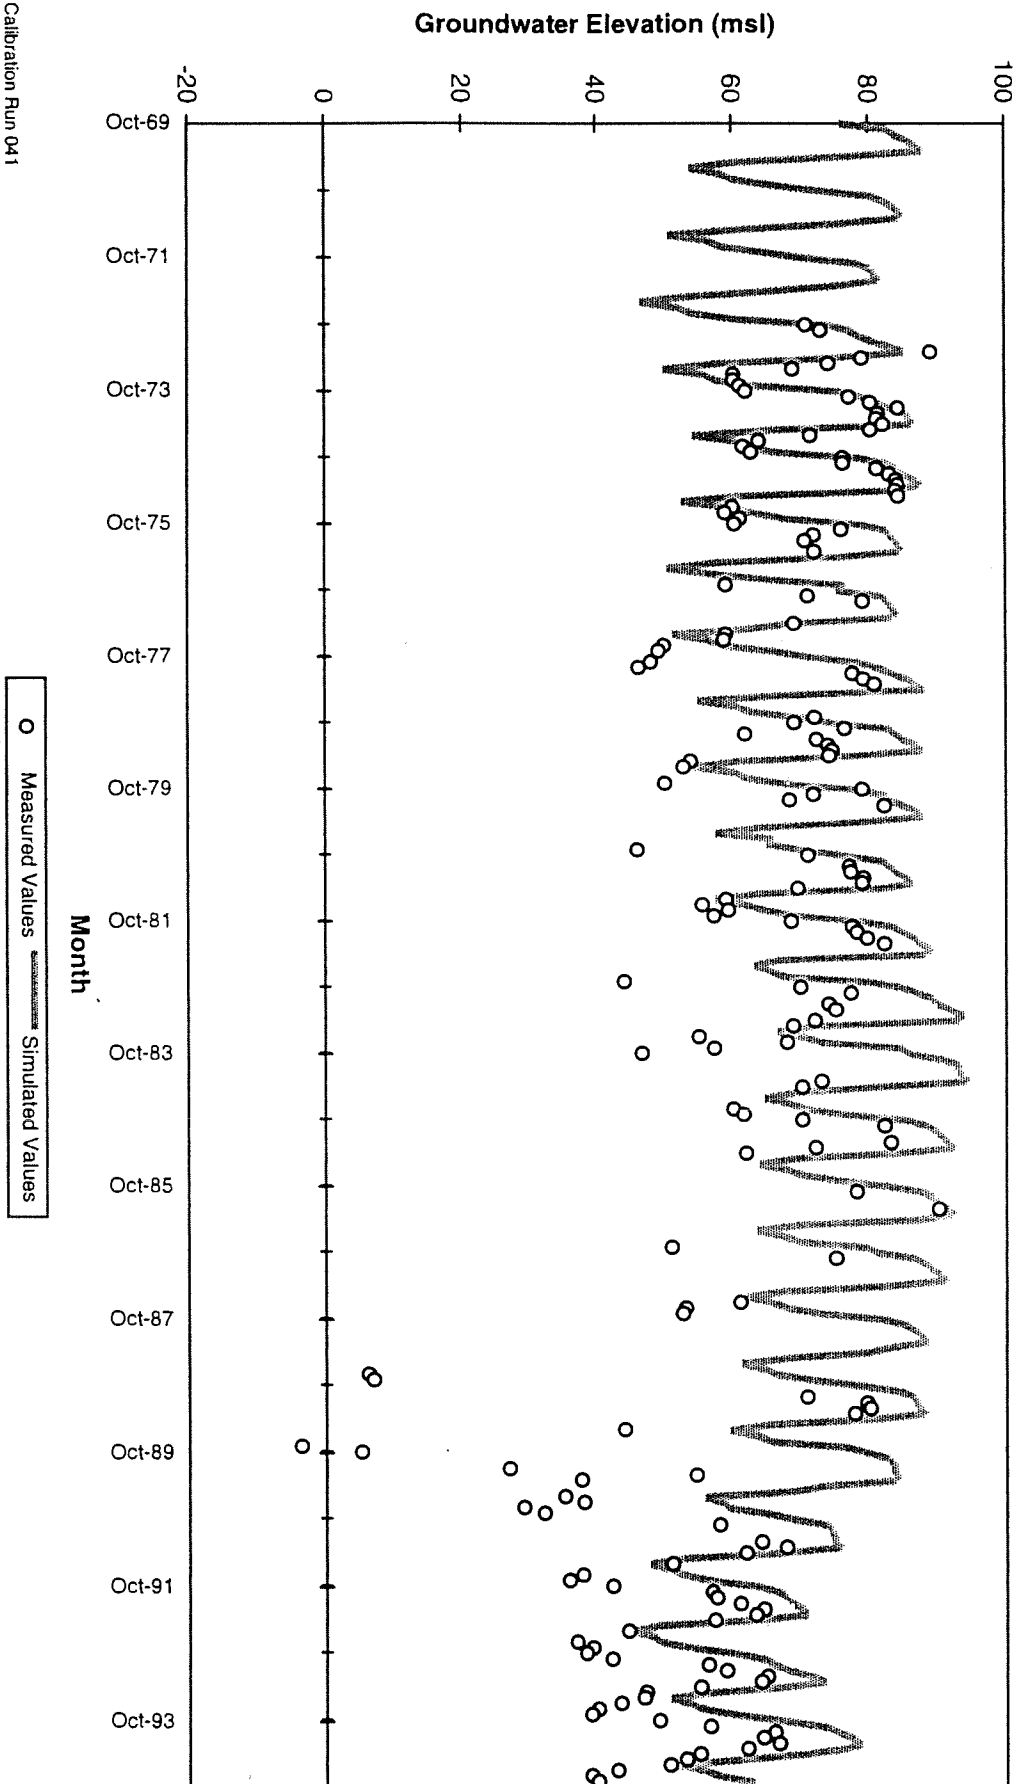 Groundwater Elevation (msl)
-20
0
20
40
60
80
100
Oct-69
Oct-71
Oct-73
Oct-75
Oct-77
Oct-79
Oct-81
Oct-83
Oct-85
Oct-87
Oct-89
Oct-91
Oct-93
Month
Measured Values Simulated Values
Calibration Run 041